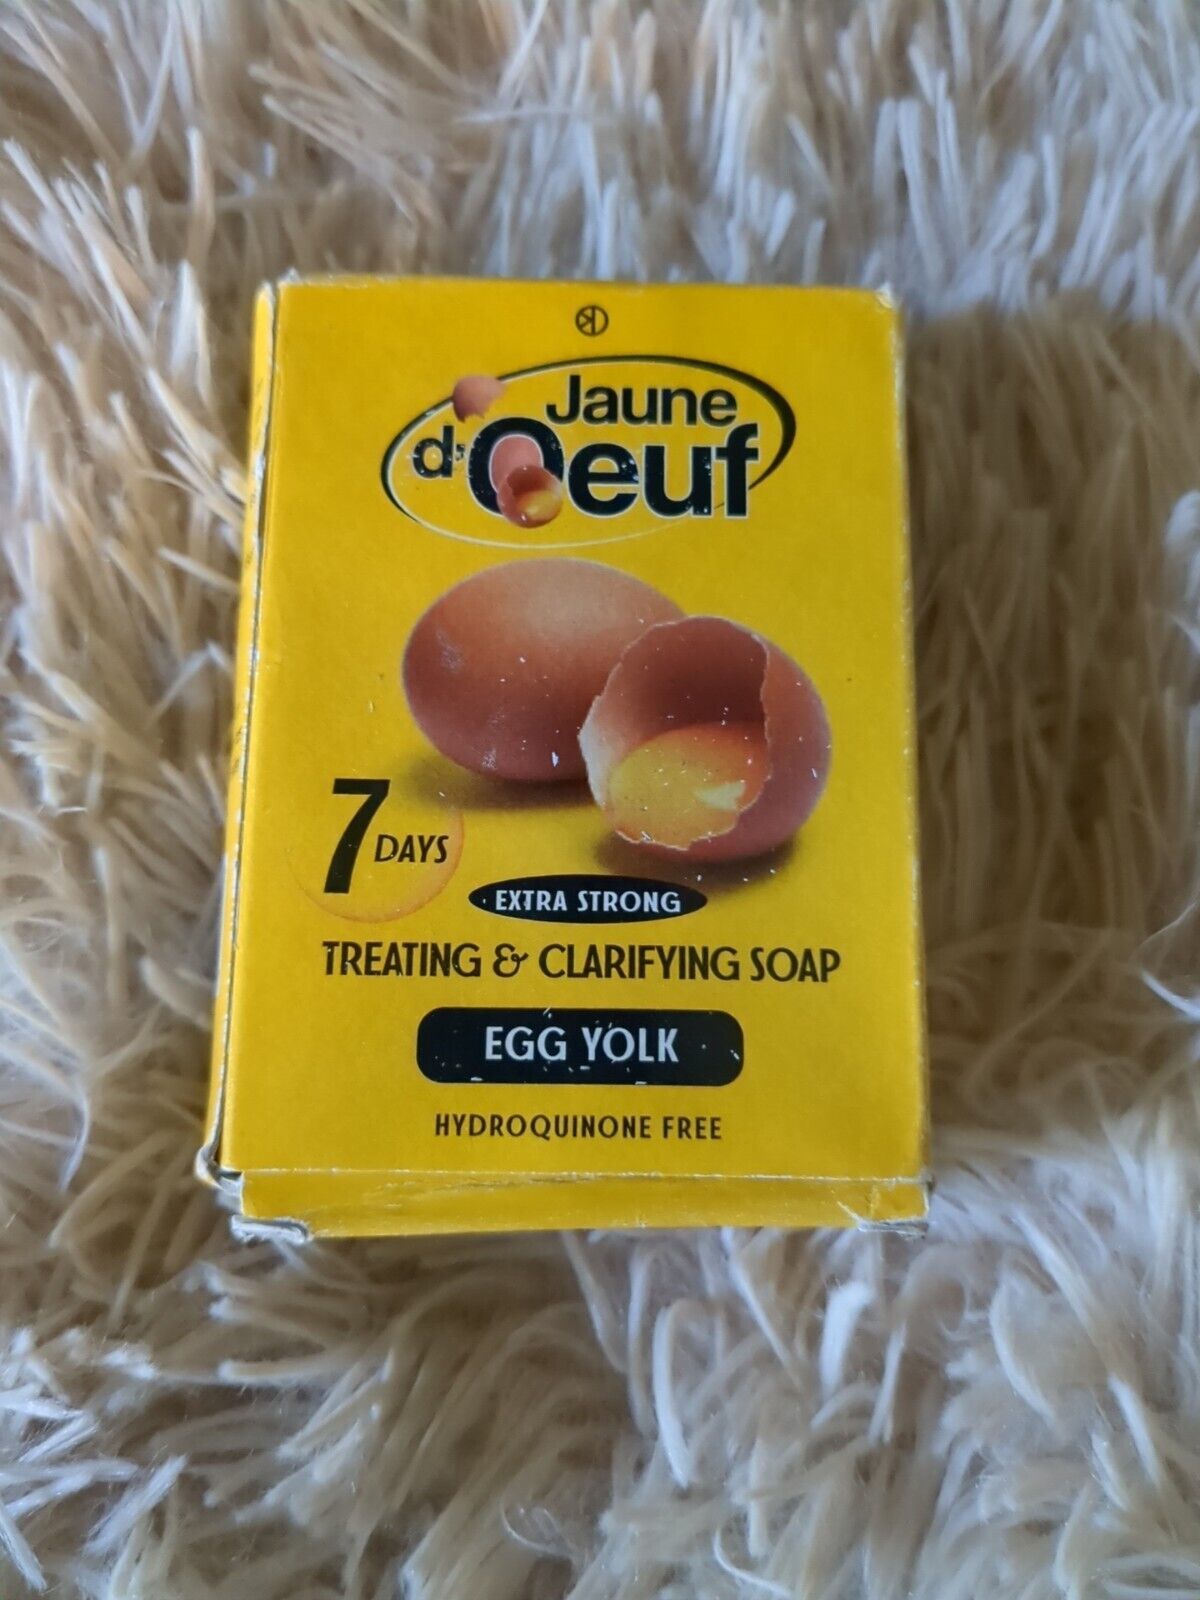 Jaune
d'Oeuf
7 DAYS
EXTRA STRONG
TREATING & CLARIFYING SOAP
EGG YOLK
HYDROQUINONE FREE